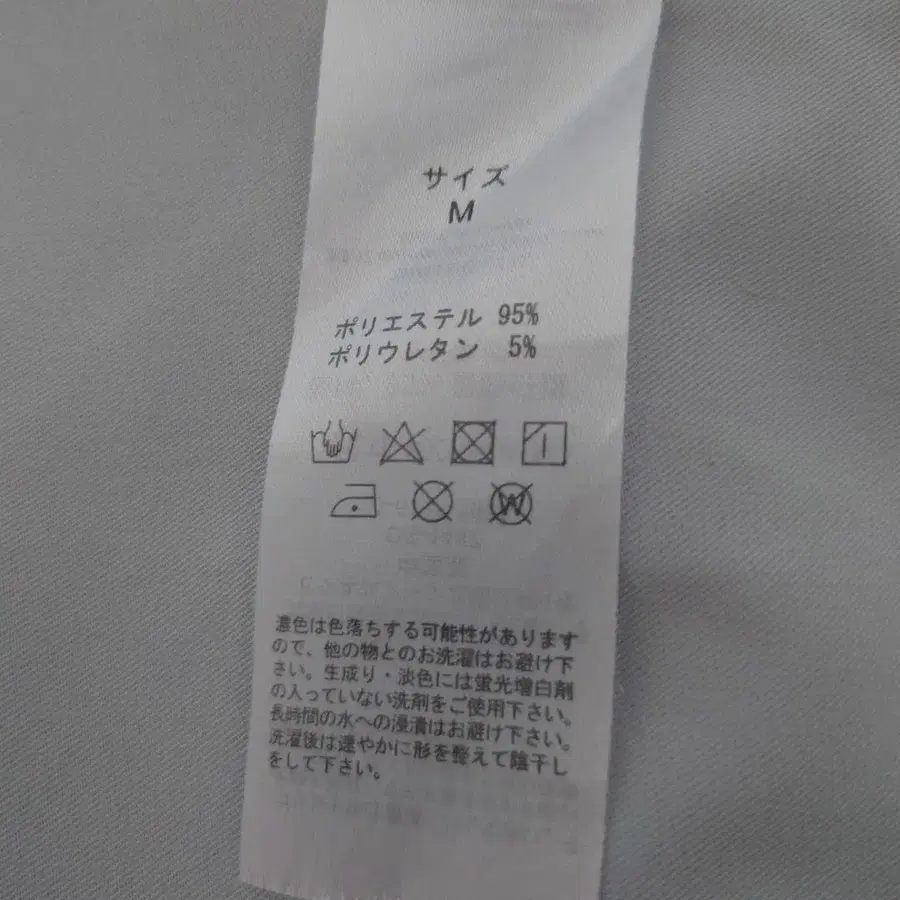 サイズ
M
ポリエステル 95%
ポリウレタン 5%
W
濃色は色落ちする可能性があります
ので、他の物とのお洗濯はお避け下
さい。生成り・淡色には蛍光増白剤
の入っていない洗剤をご使用下さい。
長時間の水への浸漬はお避け下さい。
洗濯後は速やかに形を整えて陰干し
をして下さい。